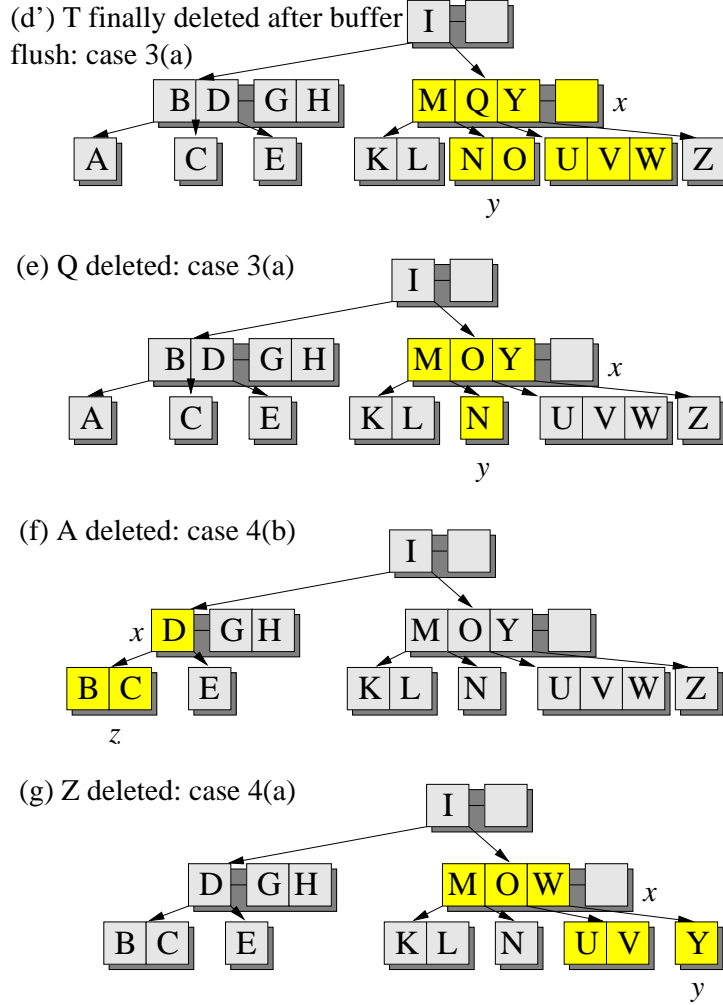 (d’) T finally deleted after buffer
flush: case 3(a)
I
B D G H M Q Y x
A C E K L N O U V W Z
y
(e) Q deleted: case 3(a)
I
B D G H M O Y x
A C E K L N U V W Z
y
(f) A deleted: case 4(b)
I
x D G H M O Y
B C E K L N U V W Z
z
(g) Z deleted: case 4(a)
I
D G H M O W x
B C E K L N U V Y
y